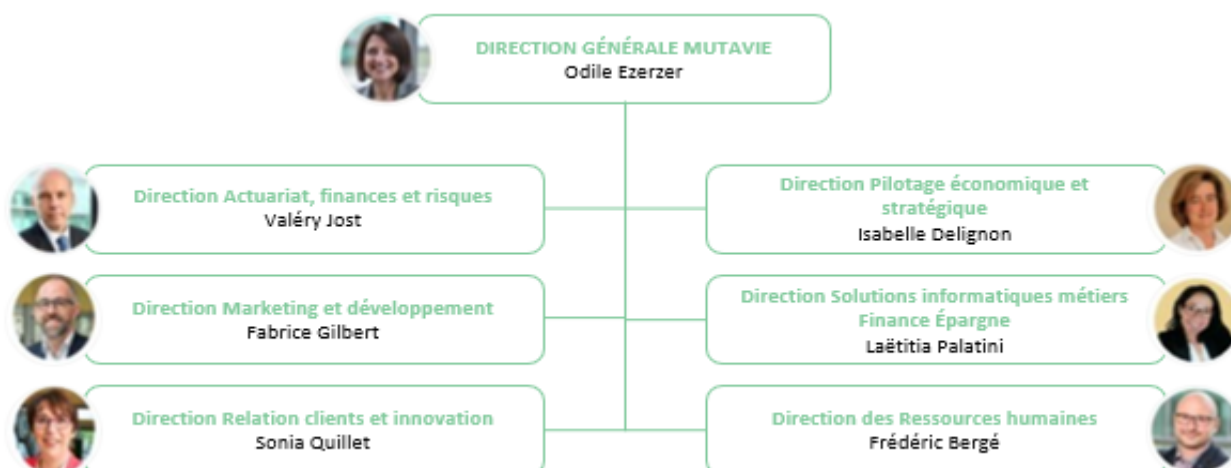 DIRECTION GÉNÉRALE MUTAVIE
Odile Ezerzer
Direction Actuariat, finances et risques
Valéry Jost
Direction Pilotage économique et
stratégique
Isabelle Delignon
Direction Marketing et développement
Fabrice Gilbert
Direction Solutions informatiques métiers
Finance Épargne
Laëtitia Palatini
Direction Relation clients et innovation
Sonia Quillet
Direction des Ressources humaines
Frédéric Bergé